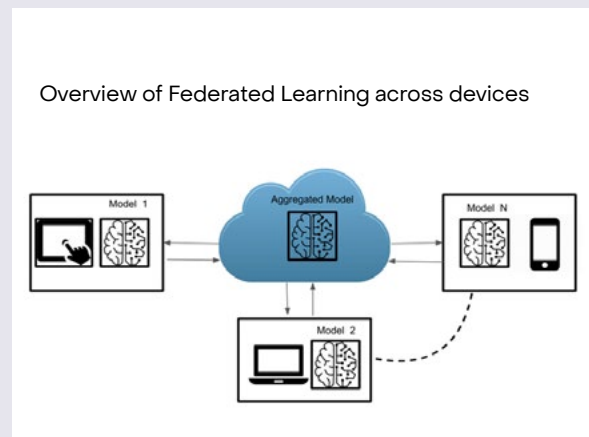 Overview of Federated Learning across devices
Model 1
Aggregated Model
Model N
Model 2